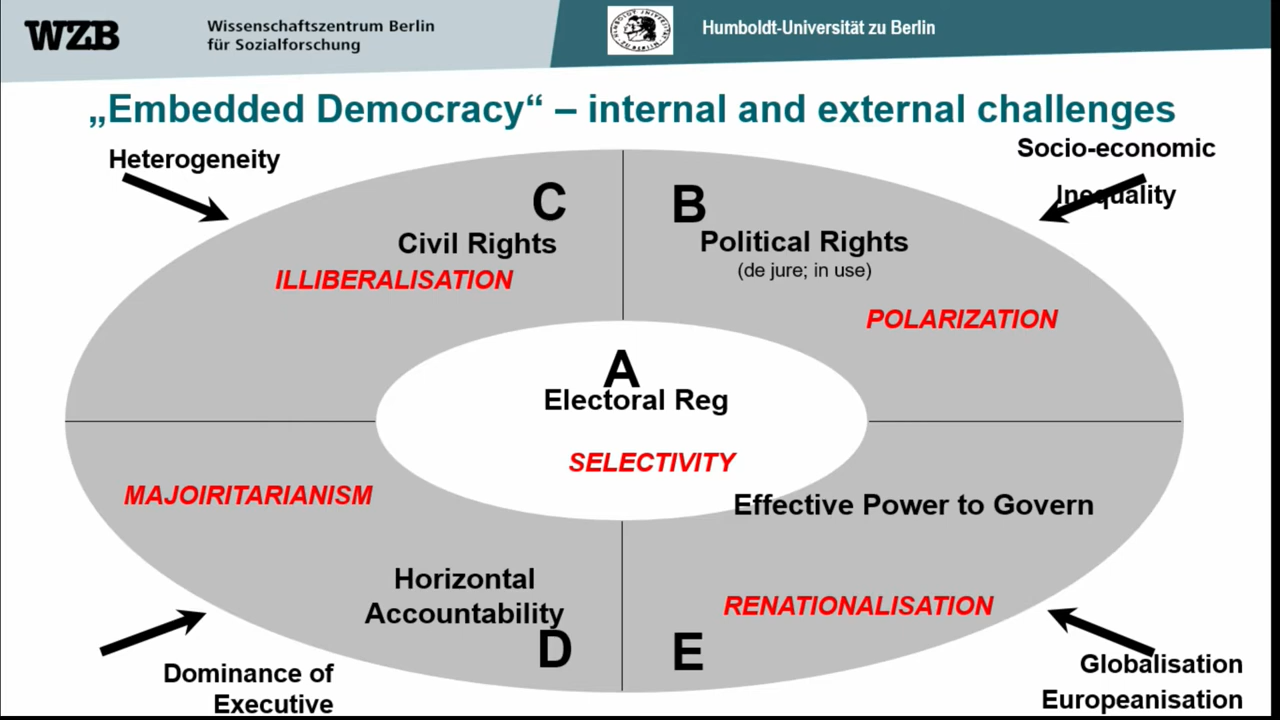 WZB
Wissenschaftszentrum Berlin
für Sozialforschung
Humboldt-Universität zu Berlin
„Embedded Democracy“ – internal and external challenges
Heterogeneity
Socio-economic
Inequality
C
Civil Rights
ILLIBERALISATION
B
Political Rights
(de jure; in use)
POLARIZATION
A
Electoral Reg
SELECTIVITY
MAJOIRITARIANISM
Horizontal
Accountability
D
Effective Power to Govern
RENATIONALISATION
E
Dominance of
Executive
Globalisation
Europeanisation